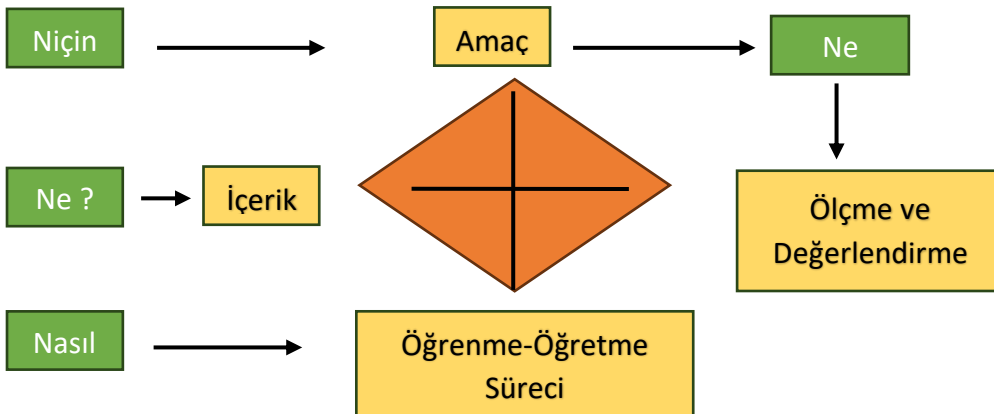 Niçin
Amaç
Ne
Ne ?
İçerik
Ölçme ve
Değerlendirme
Nasıl
Öğrenme-Öğretme
Süreci